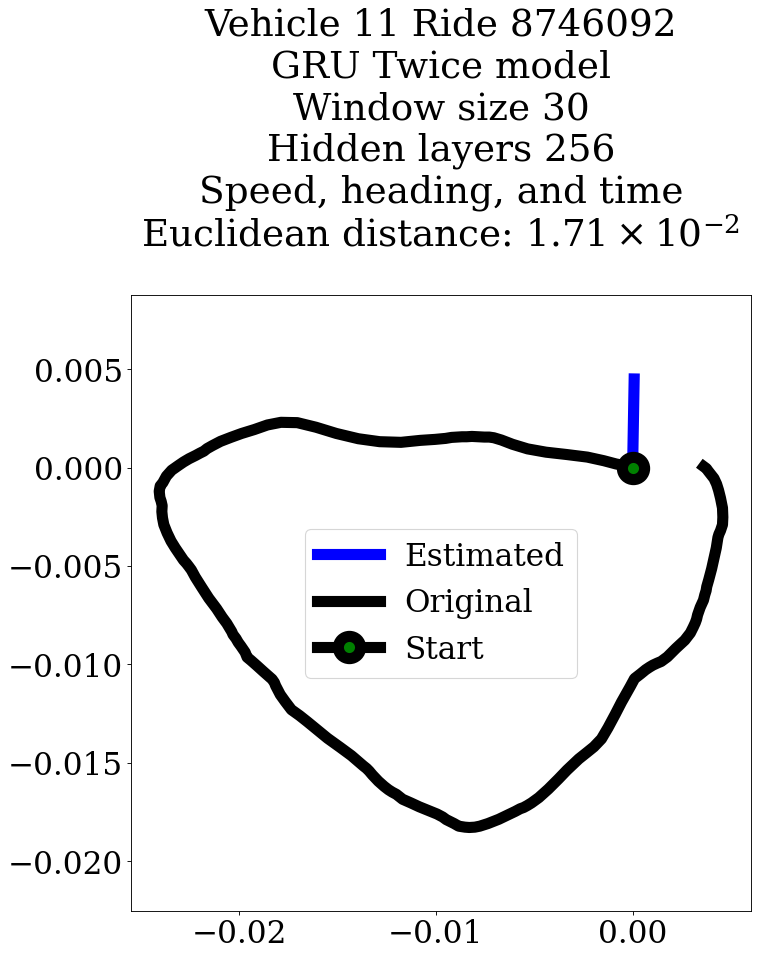 Vehicle 11 Ride 8746092
GRU Twice model
Window size 30
Hidden layers 256
Speed, heading, and time
Euclidean distance: 1.71 × 10⁻²
0.005
0.000
−0.005
−0.010
−0.015
−0.020
Estimated
Original
Start
−0.02
−0.01
0.00